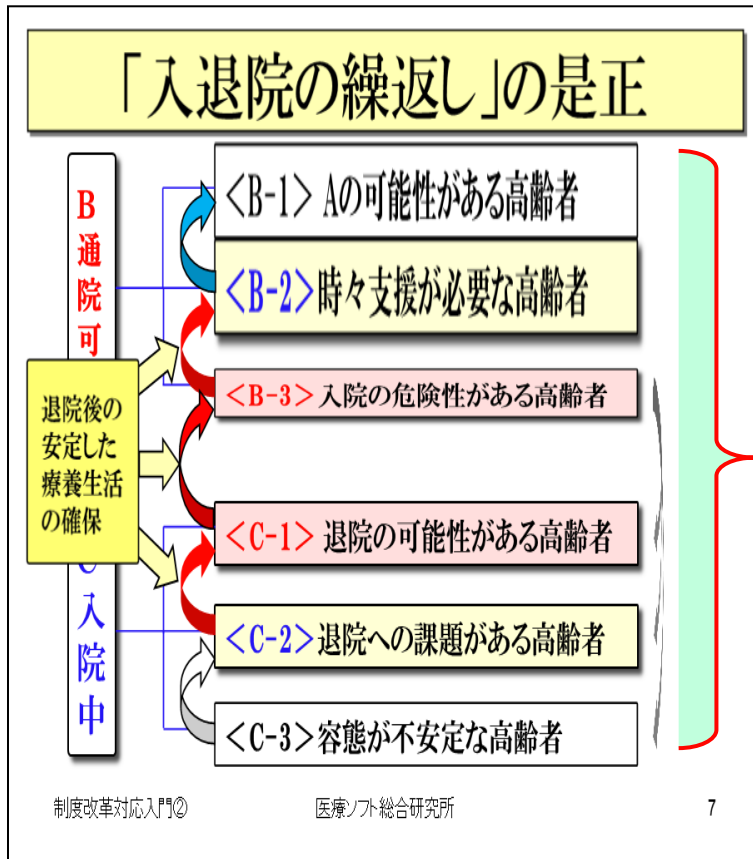 「入退院の繰返し」の是正
B通院可
<B-1> Aの可能性がある高齢者
<B-2>時々支援が必要な高齢者
<B-3>入院の危険性がある高齢者
退院後の
安定した
療養生活
の確保
<C-1> 退院の可能性がある高齢者
<C-2>退院への課題がある高齢者
<C-3>容態が不安定な高齢者
C入院中
制度改革対応入門②
医療ソフト総合研究所
7